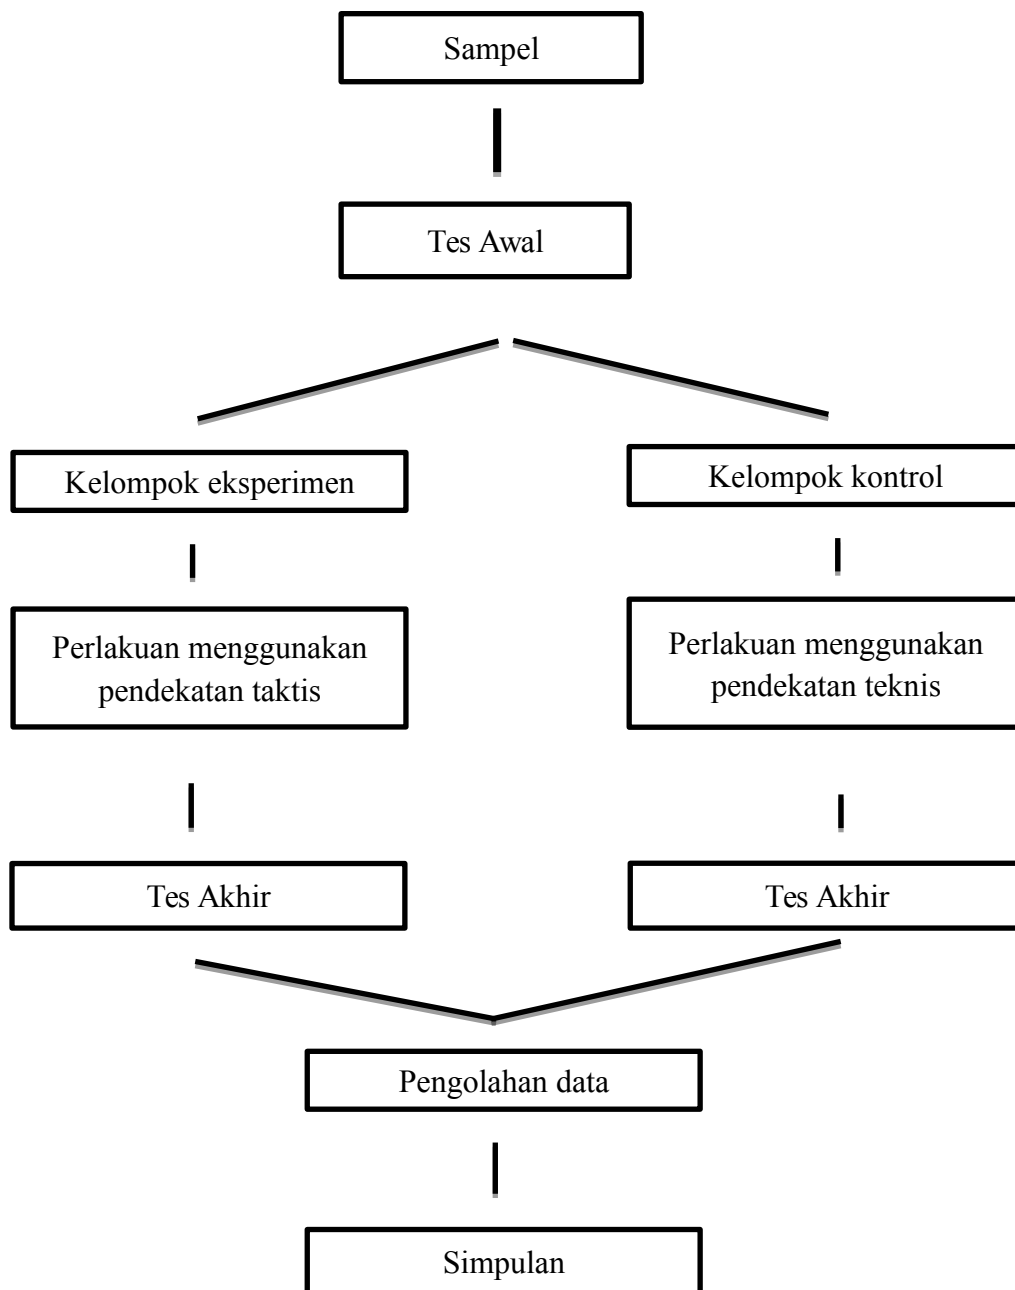 Sampel
Tes Awal
Kelompok eksperimen
Kelompok kontrol
Perlakuan menggunakan
pendekatan taktis
Perlakuan menggunakan
pendekatan teknis
Tes Akhir
Tes Akhir
Pengolahan data
Simpulan